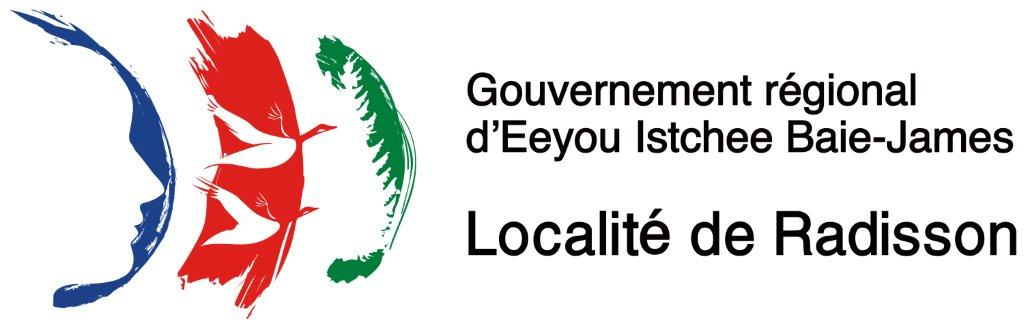 Gouvernement régional
d’Eeyou Istchee Baie-James
Localité de Radisson